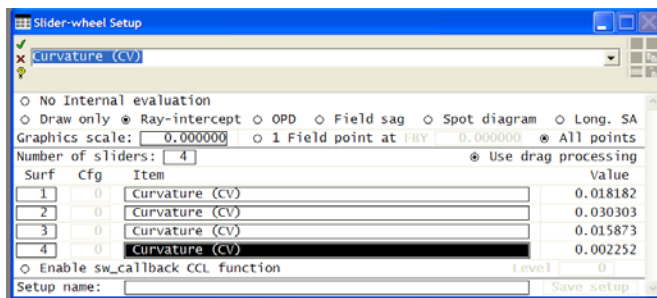 Slider-wheel Setup
Curvature (CV)
No Internal evaluation
Draw only Ray-intercept OPD Field sag Spot diagram Long. SA
Graphics scale: 0.000000 1 Field point at FBY 0.000000 All points
Number of sliders: 4 Use drag processing
Surf Cfg Item Value
1 0 Curvature (CV) 0.018182
2 0 Curvature (CV) 0.030303
3 0 Curvature (CV) 0.015873
4 0 Curvature (CV) 0.002252
Enable sw_callback CCL function Level 0
Setup name: Save setup